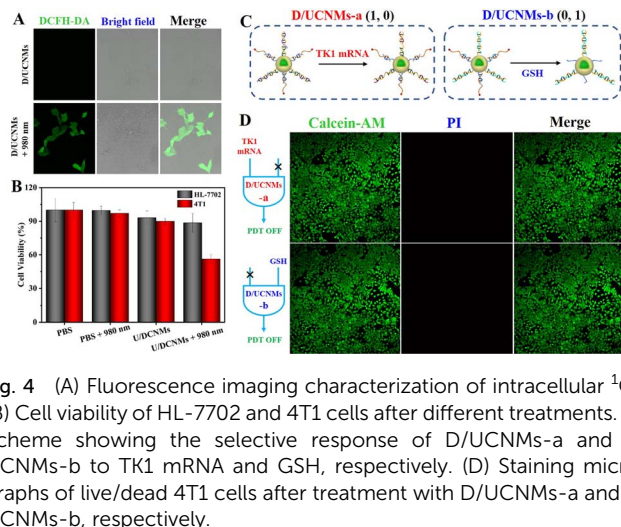 A
DCFH-DA Bright field Merge
D/UCNMs
D/UCNMs
+ 980 nm
B
Cell Viability (%)
120
90
60
30
0
HL-7702
4T1
PBS
PBS + 980 nm
U/DCNMs
U/DCNMs + 980 nm
C
D/UCNMs-a (1, 0)
TK1 mRNA
D/UCNMs-b (0, 1)
GSH
D
Calcein-AM PI Merge
TK1
mRNA
×
D/UCNMs
-a
PDT OFF
GSH
×
D/UCNMs
-b
PDT OFF
g. 4 (A) Fluorescence imaging characterization of intracellular
B) Cell viability of HL-7702 and 4T1 cells after different treatments.
cheme showing the selective response of D/UCNMs-a and
UCNMs-b to TK1 mRNA and GSH, respectively. (D) Staining micr
raphs of live/dead 4T1 cells after treatment with D/UCNMs-a and
UCNMs-b, respectively.